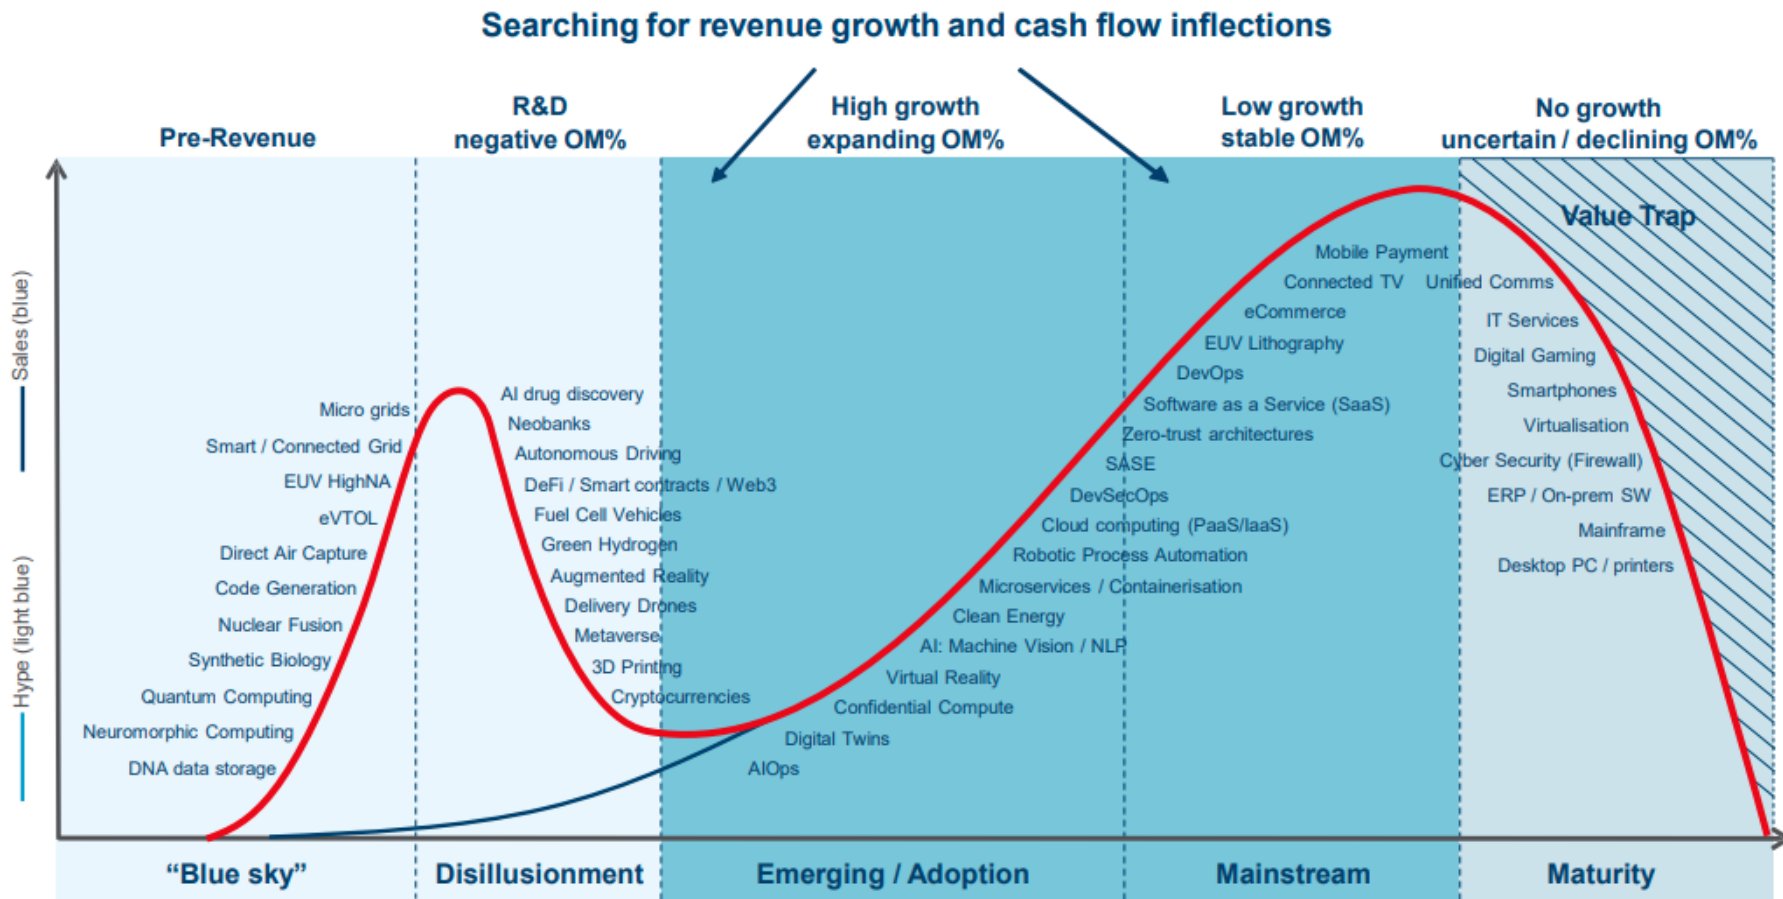 Searching for revenue growth and cash flow inflections
Pre-Revenue
R&D
negative OM%
High growth
expanding OM%
Low growth
stable OM%
No growth
uncertain / declining OM%
Sales (blue)
Hype (light blue)
Value Trap
Micro grids
Smart / Connected Grid
EUV HighNA
eVTOL
Direct Air Capture
Code Generation
Nuclear Fusion
Synthetic Biology
Quantum Computing
Neuromorphic Computing
DNA data storage
AI drug discovery
Neobanks
Autonomous Driving
DeFi / Smart contracts / Web3
Fuel Cell Vehicles
Green Hydrogen
Augmented Reality
Delivery Drones
Metaverse
3D Printing
Cryptocurrencies
Mobile Payment
Connected TV
eCommerce
EUV Lithography
DevOps
Software as a Service (SaaS)
Zero-trust architectures
SASE
DevSecOps
Cloud computing (PaaS/IaaS)
Robotic Process Automation
Microservices / Containerisation
Clean Energy
AI: Machine Vision / NLP
Virtual Reality
Confidential Compute
Digital Twins
AIOps
Unified Comms
IT Services
Digital Gaming
Smartphones
Virtualisation
Cyber Security (Firewall)
ERP / On-prem SW
Mainframe
Desktop PC / printers
“Blue sky”
Disillusionment
Emerging / Adoption
Mainstream
Maturity